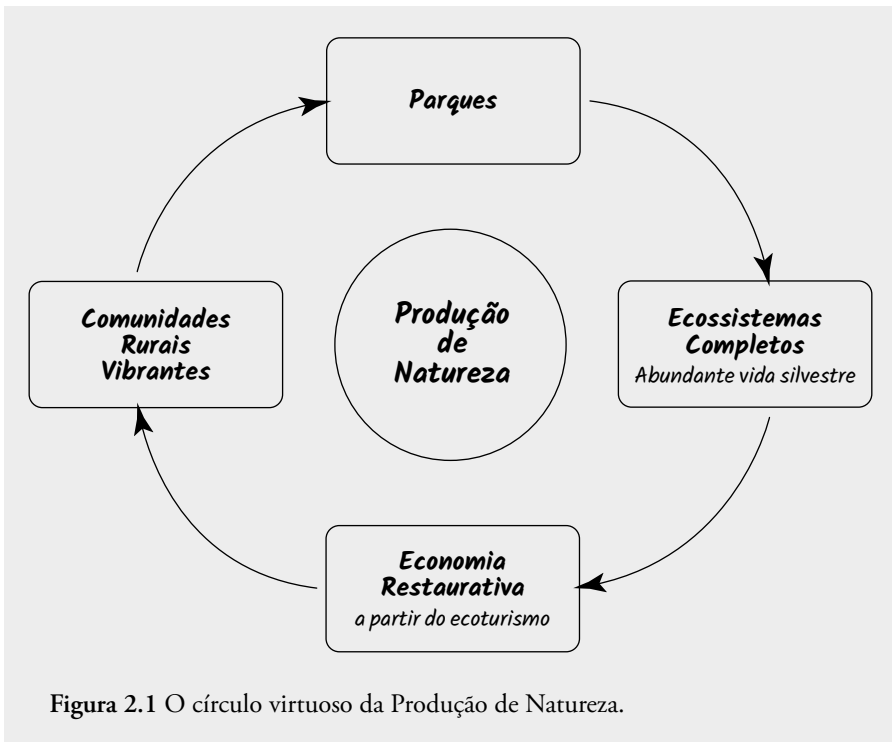 Parques
Comunidades
Rurais
Vibrantes
Produção
de
Natureza
Ecossistemas
Completos
Abundante vida silvestre
Economia
Restaurativa
a partir do ecoturismo
Figura 2.1 O círculo virtuoso da Produção de Natureza.